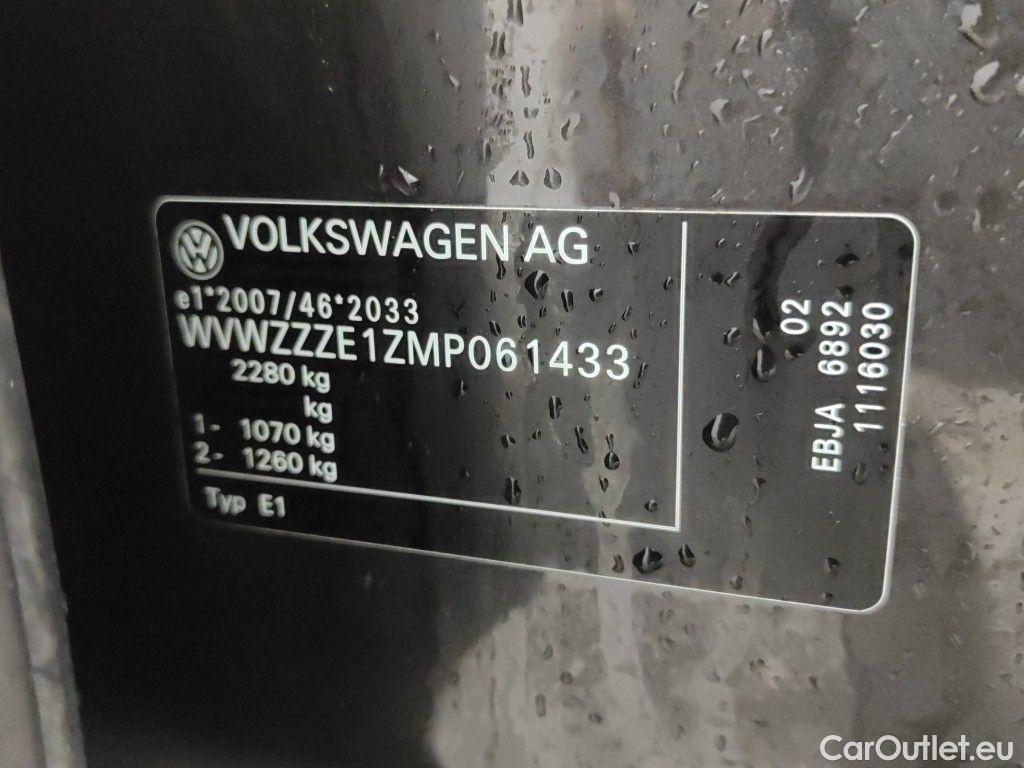 VOLKSWAGEN AG
e1*2007/46*2033
WVWZZZE1ZMP061433
2280 kg
kg
1- 1070 kg
2- 1260 kg
Typ E1
02
EBJA 6892
1116030
CarOutlet.eu